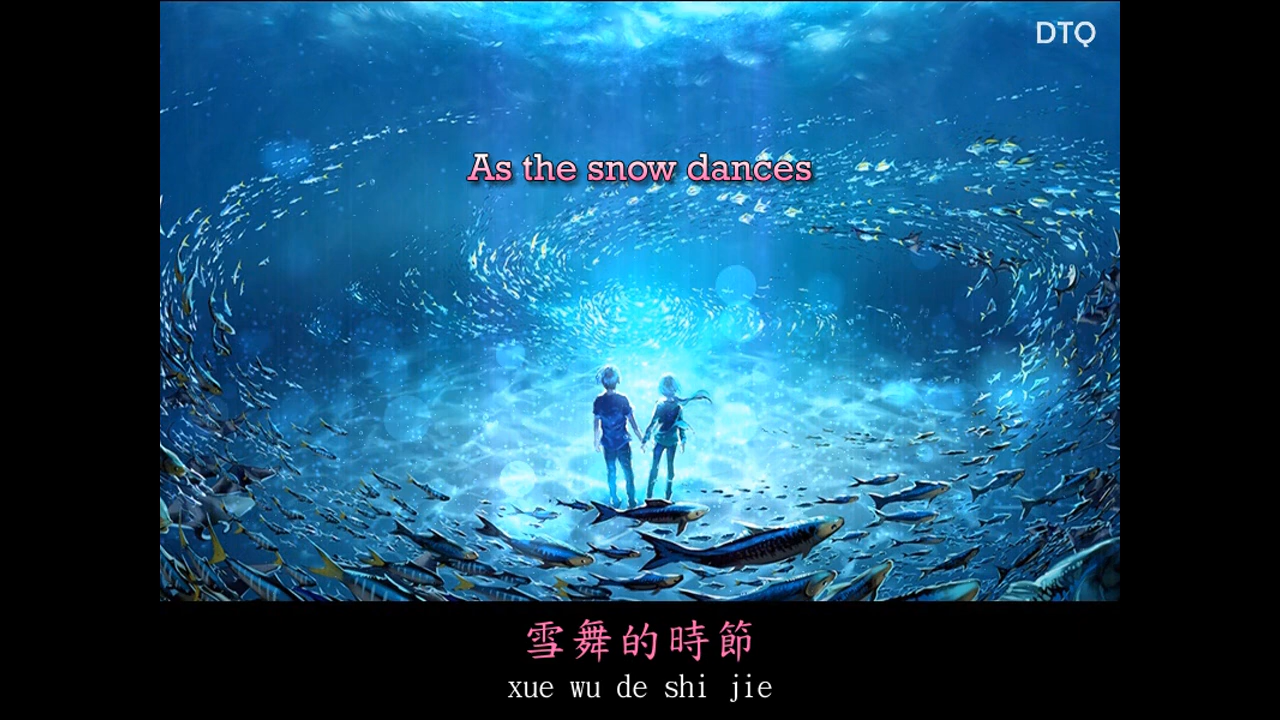 DTQ
As the snow dances
雪舞的時節
xue wu de shi jie